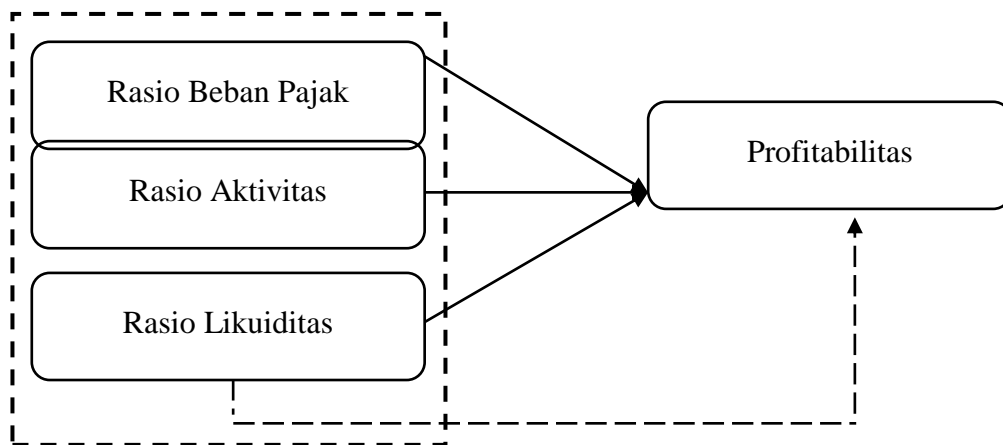 Rasio Beban Pajak
Profitabilitas
Rasio Aktivitas
Rasio Likuiditas